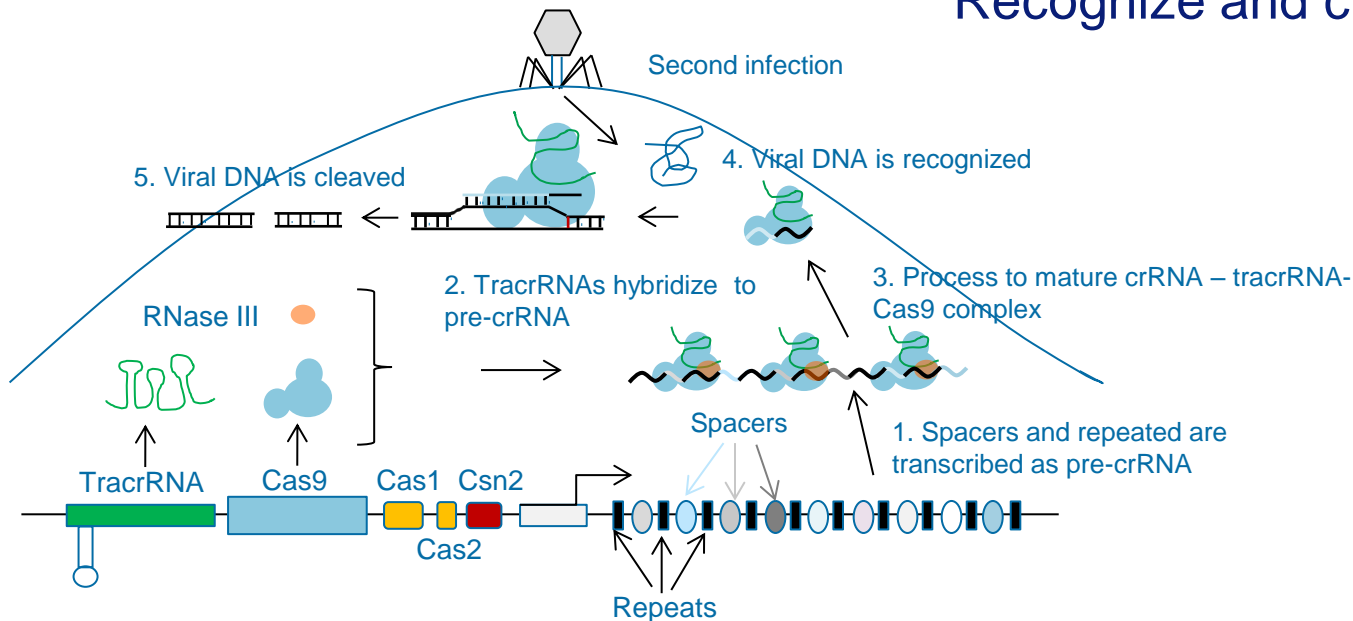 Recognize and c
Second infection
4. Viral DNA is recognized
5. Viral DNA is cleaved
3. Process to mature crRNA – tracrRNA-
Cas9 complex
2. TracrRNAs hybridize to
pre-crRNA
RNase III
Spacers
1. Spacers and repeated are
transcribed as pre-crRNA
TracrRNA
Cas9
Cas1
Csn2
Cas2
Repeats